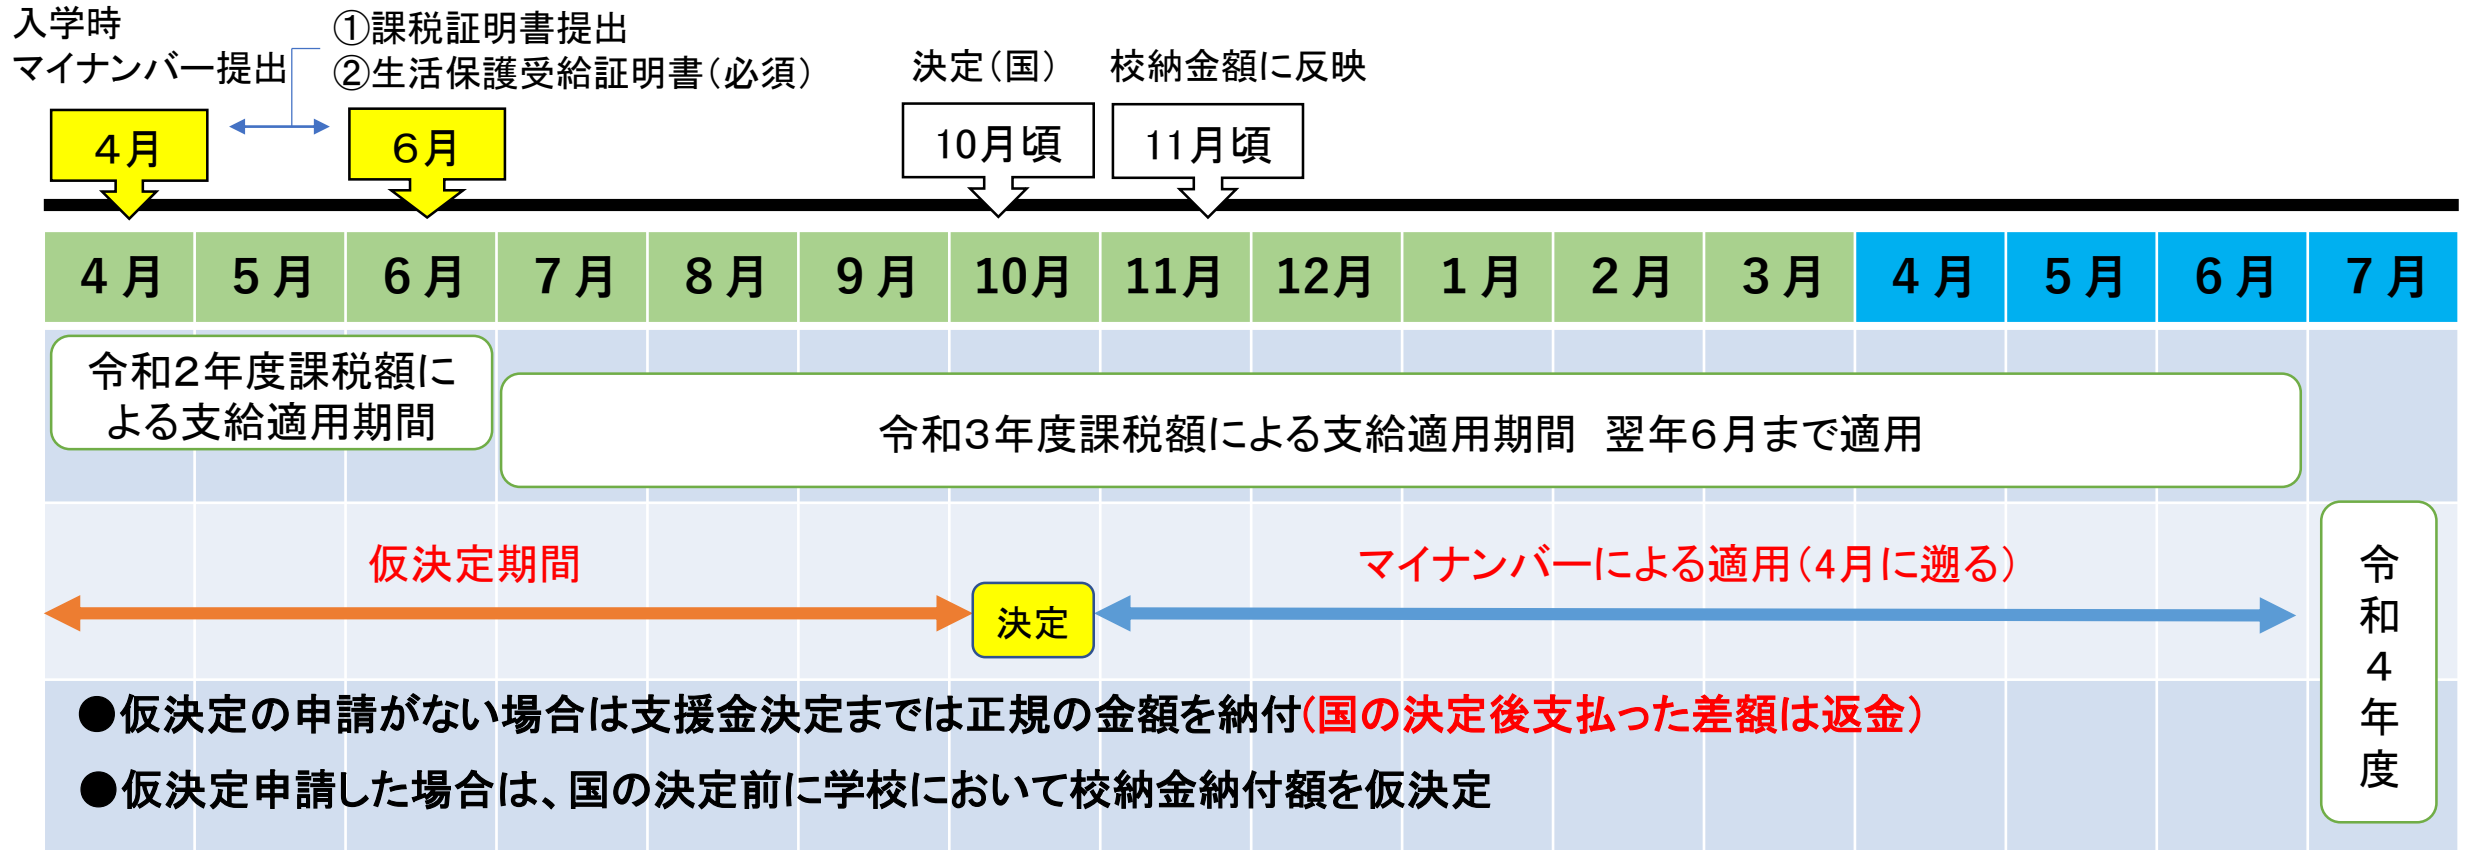 入学時
マイナンバー提出
①課税証明書提出
②生活保護受給証明書（必須）
決定（国）
校納金額に反映
４月
６月
10月頃
11月頃
4月 5月 6月 7月 8月 9月 10月 11月 12月 1月 2月 3月 4月 5月 6月 7月
令和２年度課税額に
よる支給適用期間
令和３年度課税額による支給適用期間　翌年６月まで適用
仮決定期間
決定
マイナンバーによる適用（4月に遡る）
令和４年度
●仮決定の申請がない場合は支援金決定までは正規の金額を納付（国の決定後支払った差額は返金）
●仮決定申請した場合は、国の決定前に学校において校納金納付額を仮決定